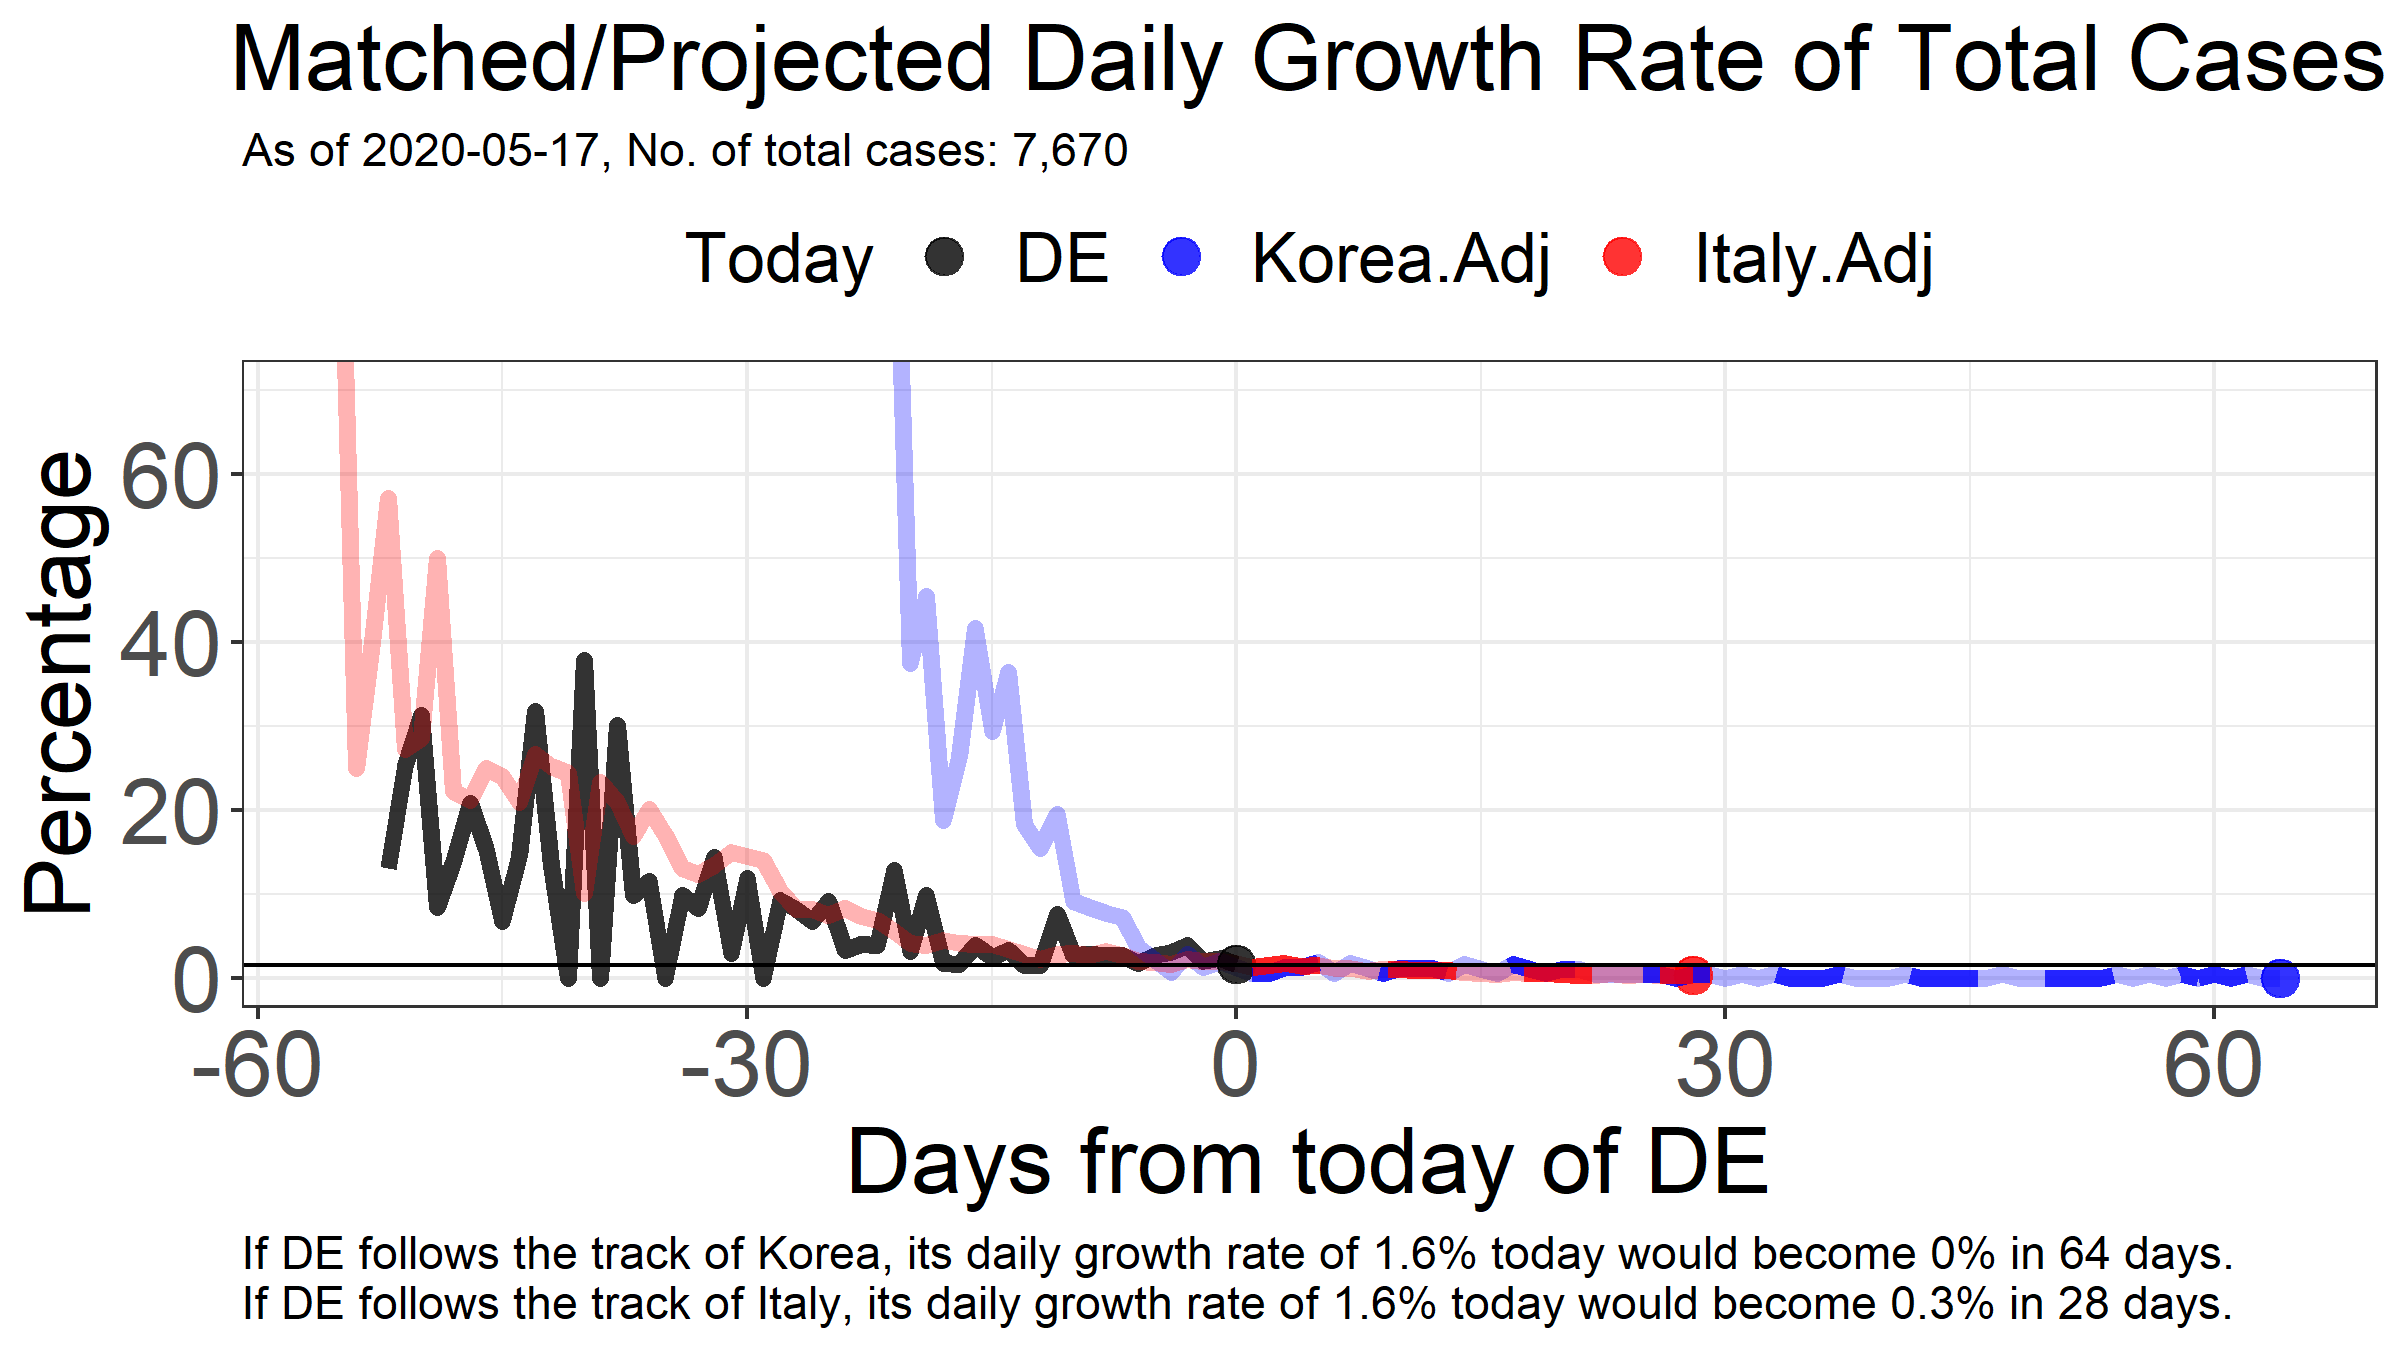 Matched/Projected Daily Growth Rate of Total Cases
As of 2020-05-17, No. of total cases: 7,670
Today DE Korea.Adj Italy.Adj
Percentage
60
40
20
0
-60 -30 0 30 60
Days from today of DE
If DE follows the track of Korea, its daily growth rate of 1.6% today would become 0% in 64 days.
If DE follows the track of Italy, its daily growth rate of 1.6% today would become 0.3% in 28 days.